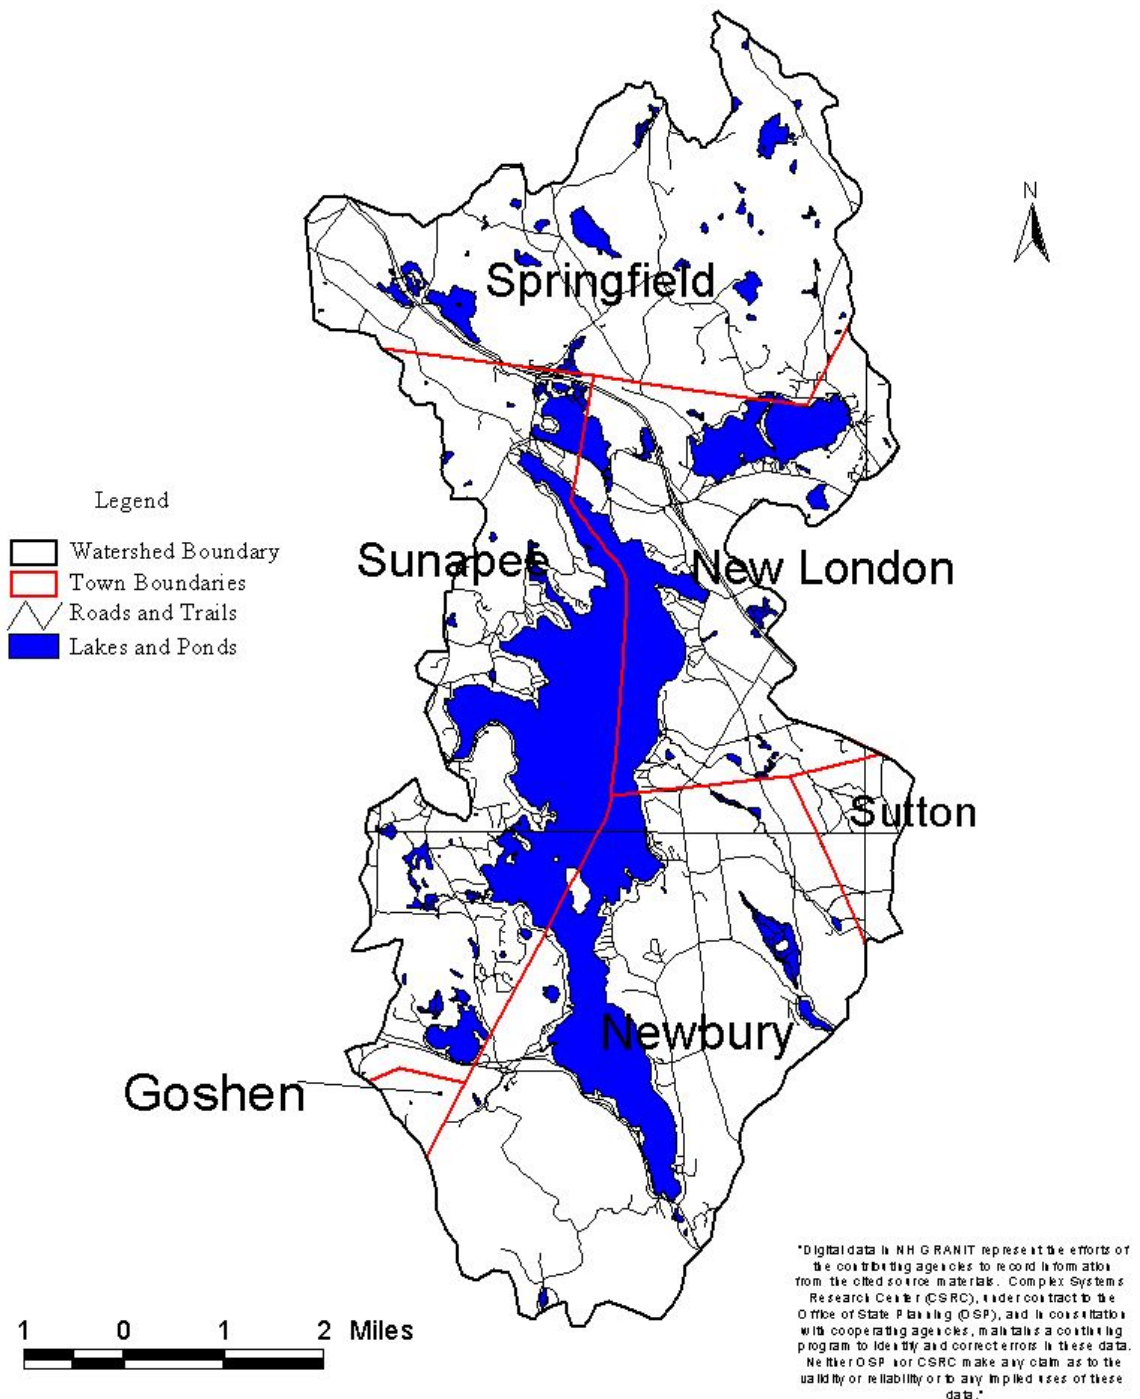 N
Springfield
Legend
Watershed Boundary
Town Boundaries
Roads and Trails
Lakes and Ponds
Sunapee
New London
Sutton
Newbury
Goshen
1 0 1 2 Miles
"Digital data in NH GRANIT represent the efforts of
the contributing agencies to record information
from the cited source materials. Complex Systems
Research Center (CSRC), under contract to the
Office of State Planning (OSP), and in consultation
with cooperating agencies, maintains a continuing
program to identify and correct errors in these data.
Neither OSP nor CSRC make any claim as to the
validity or reliability or to any implied uses of these
data."